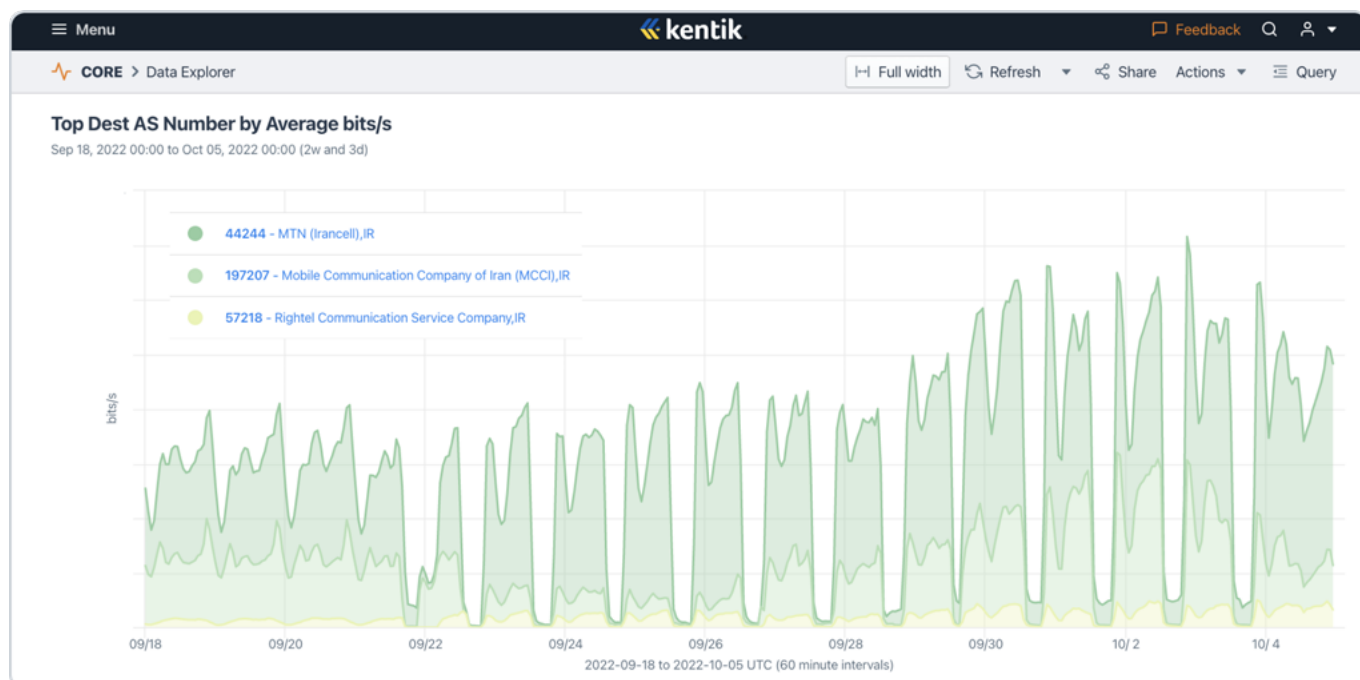 Menu
kentik
Feedback
CORE > Data Explorer
Full width
Refresh
Share
Actions
Query
Top Dest AS Number by Average bits/s
Sep 18, 2022 00:00 to Oct 05, 2022 00:00 (2w and 3d)
44244 - MTN (Irancell),IR
197207 - Mobile Communication Company of Iran (MCCI),IR
57218 - Rightel Communication Service Company,IR
bits/s
09/18 09/20 09/22 09/24 09/26 09/28 09/30 10/ 2 10/ 4
2022-09-18 to 2022-10-05 UTC (60 minute intervals)